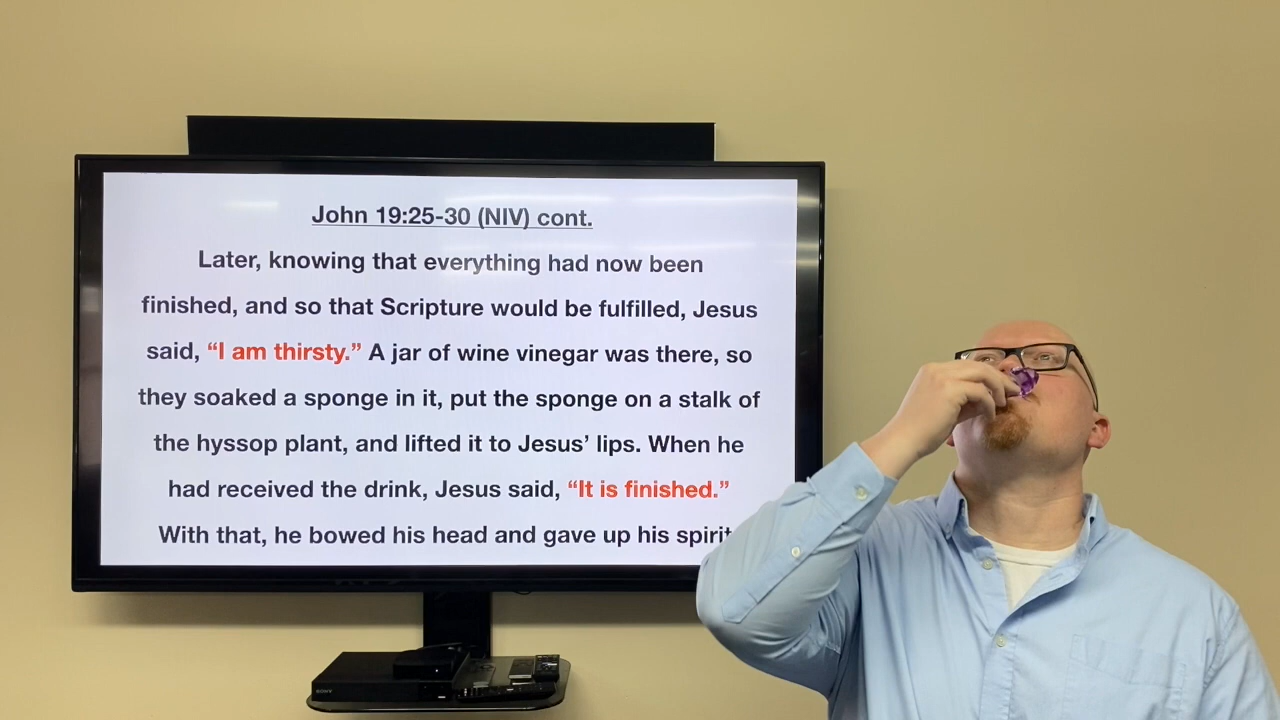 John 19:25-30 (NIV) cont.
Later, knowing that everything had now been
finished, and so that Scripture would be fulfilled, Jesus
said, “I am thirsty.” A jar of wine vinegar was there, so
they soaked a sponge in it, put the sponge on a stalk of
the hyssop plant, and lifted it to Jesus’ lips. When he
had received the drink, Jesus said, “It is finished.”
With that, he bowed his head and gave up his spirit
SONY